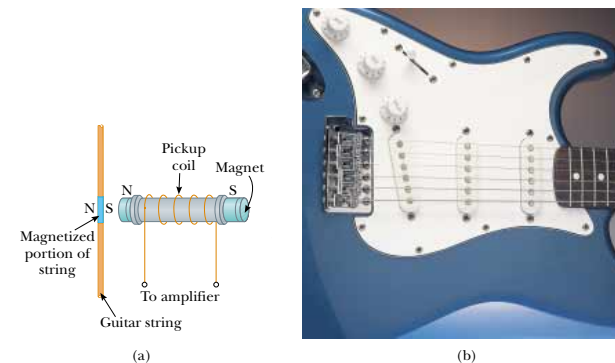 Pickup
coil
Magnet
N
S
N S
Magnetized
portion of
string
To amplifier
Guitar string
(a)
(b)